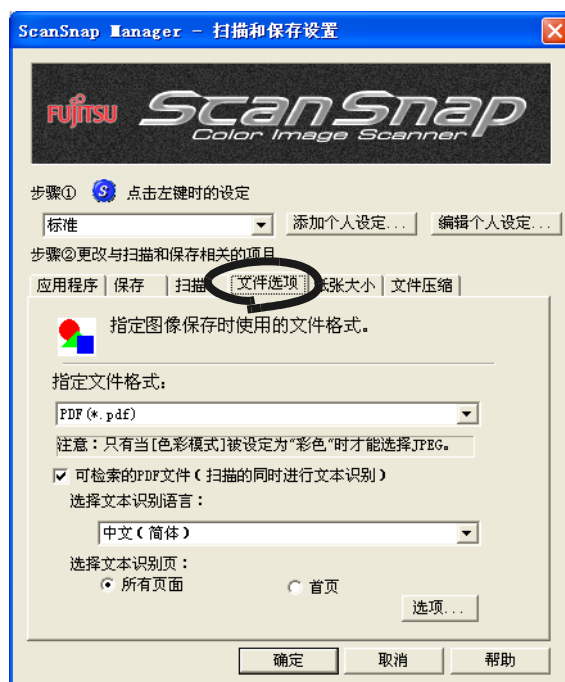 ScanSnap Manager - 扫描和保存设置
FUJITSU ScanSnap
Color Image Scanner
步骤① S 点击左键时的设定
标准 添加个人设定... 编辑个人设定...
步骤②更改与扫描和保存相关的项目
应用程序 保存 扫描 文件选项 纸张大小 文件压缩
指定图像保存时使用的文件格式。
指定文件格式:
PDF (*.pdf)
注意:只有当[色彩模式]被设定为"彩色"时才能选择JPEG。
可检索的PDF文件(扫描的同时进行文本识别)
选择文本识别语言:
中文(简体)
选择文本识别页:
所有页面 首页
选项...
确定 取消 帮助